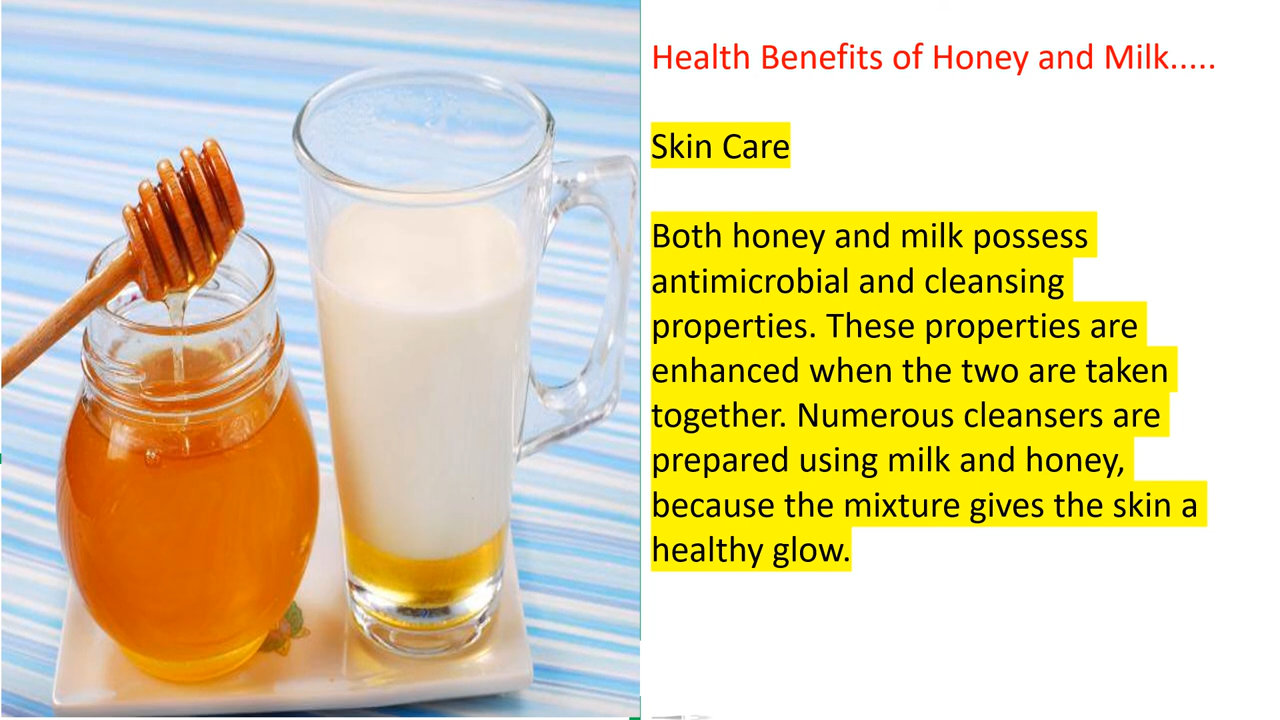 Health Benefits of Honey and Milk.....
Skin Care
Both honey and milk possess
antimicrobial and cleansing
properties. These properties are
enhanced when the two are taken
together. Numerous cleansers are
prepared using milk and honey,
because the mixture gives the skin a
healthy glow.